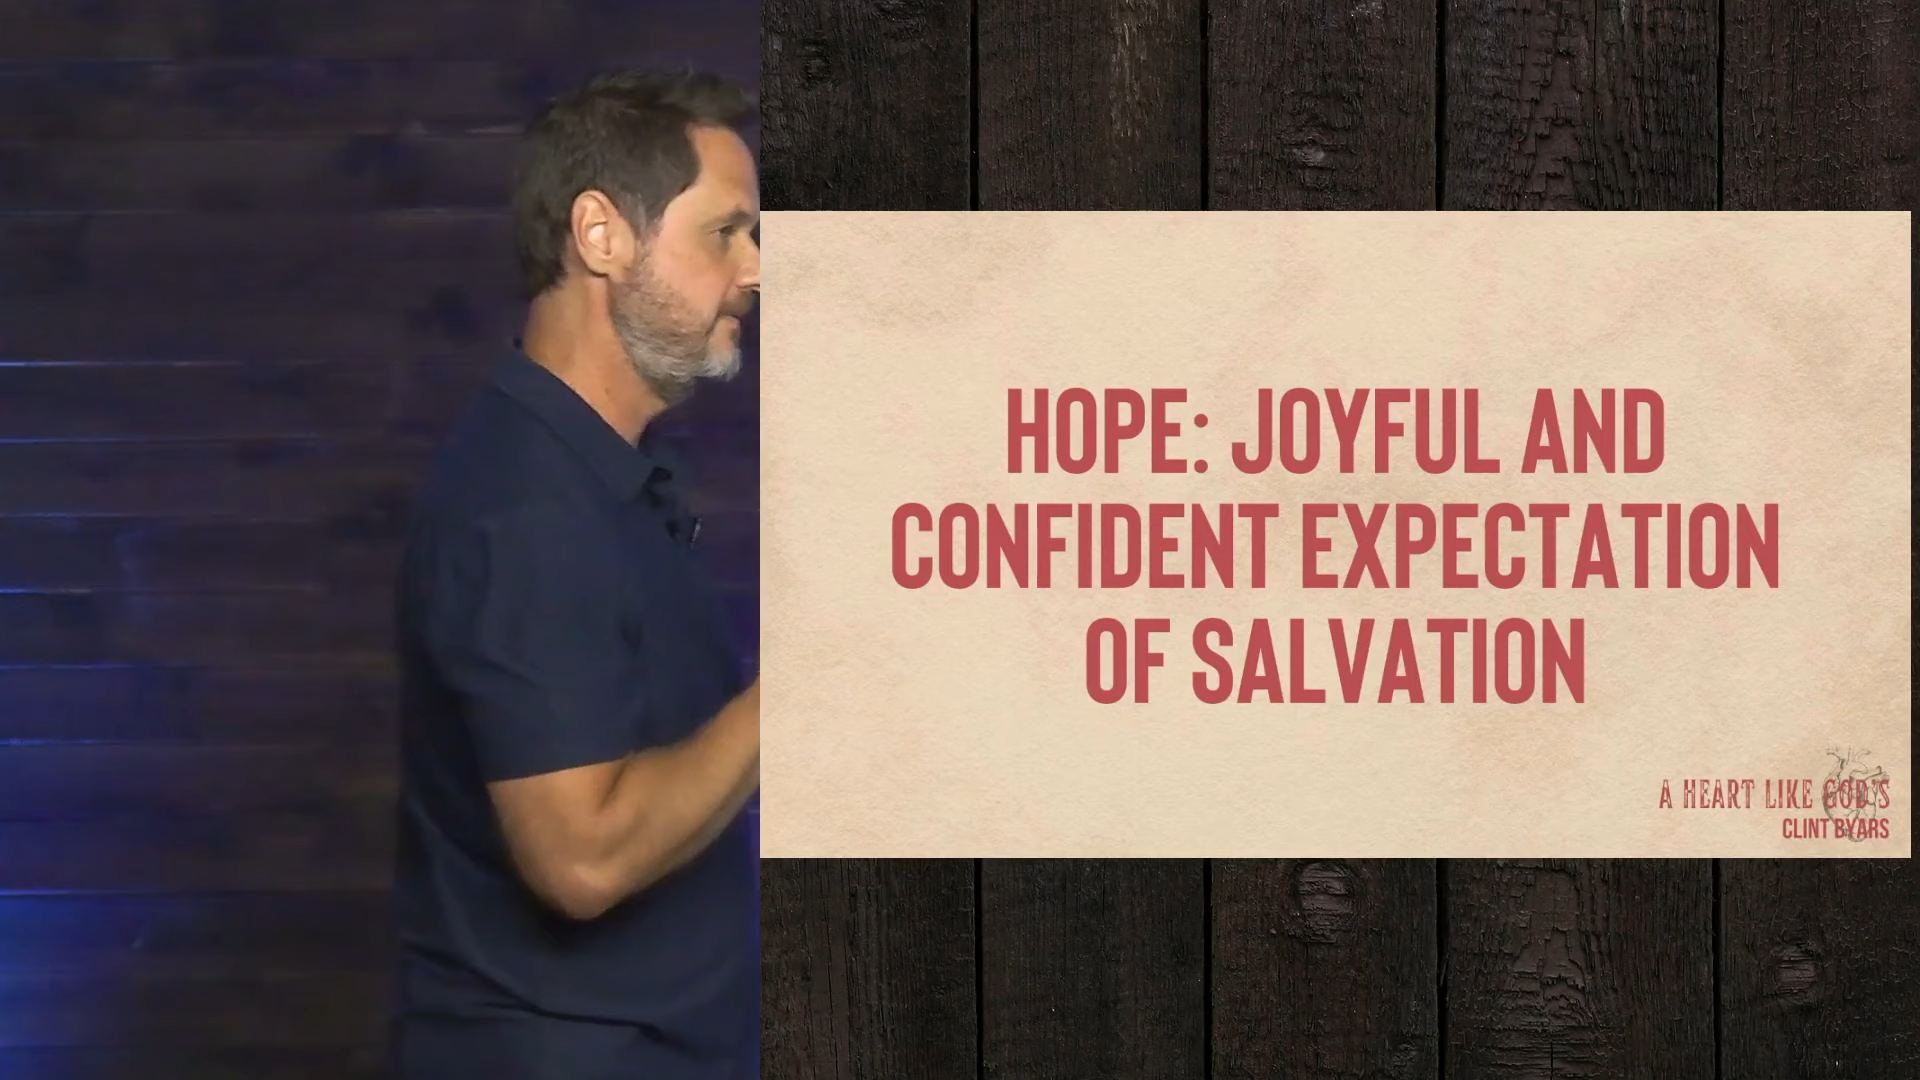 HOPE: JOYFUL AND
CONFIDENT EXPECTATION
OF SALVATION
A HEART LIKE GOD'S
CLINT BYARS